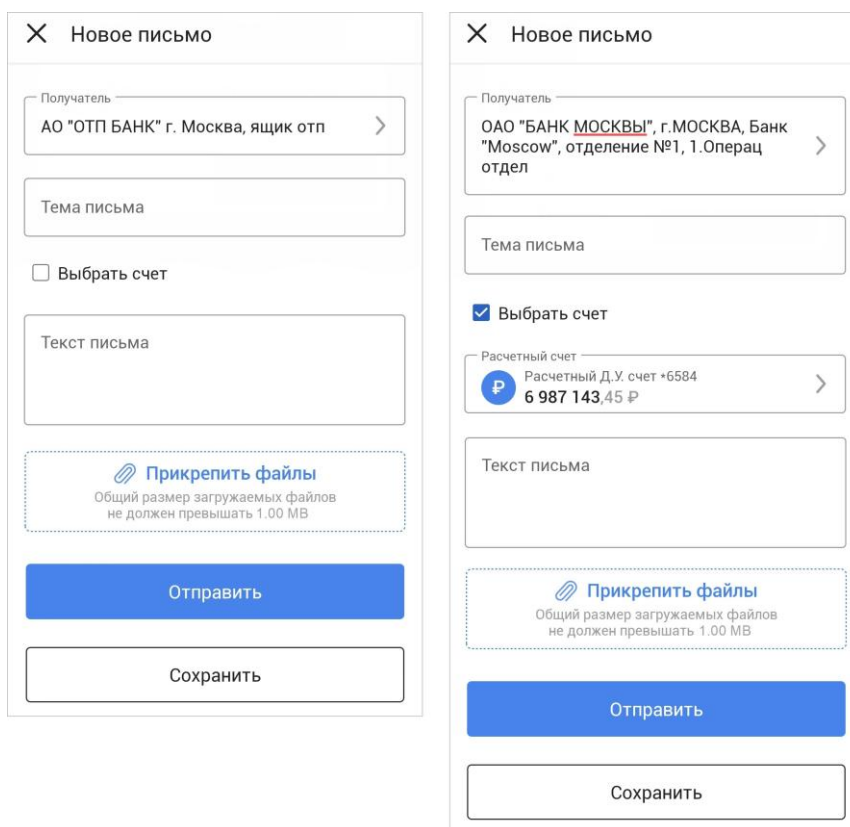 Новое письмо
Получатель
АО "ОТП БАНК" г. Москва, ящик отп
Тема письма
Выбрать счет
Текст письма
Прикрепить файлы
Общий размер загружаемых файлов
не должен превышать 1.00 MB
Отправить
Сохранить
Новое письмо
Получатель
ОАО "БАНК МОСКВЫ", г.МОСКВА, Банк
"Moscow", отделение №1, 1.Операц
отдел
Тема письма
Выбрать счет
Расчетный счет
Расчетный Д.У. счет *6584
₽
6 987 143,45 ₽
Текст письма
Прикрепить файлы
Общий размер загружаемых файлов
не должен превышать 1.00 MB
Отправить
Сохранить